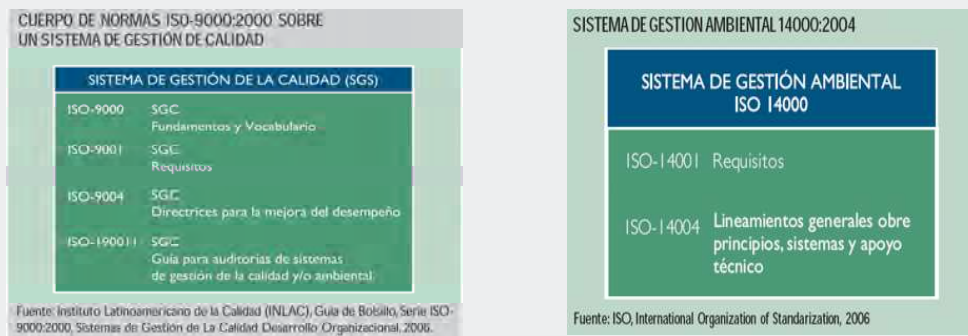 CUERPO DE NORMAS ISO-9000:2000 SOBRE
UN SISTEMA DE GESTIÓN DE CALIDAD
SISTEMA DE GESTIÓN DE LA CALIDAD (SGS)
ISO-9000 SGC
Fundamentos y Vocabulario
ISO-9001 SGC
Requisitos
ISO-9004 SGC
Directrices para la mejora del desempeño
ISO-190011 SGC
Guía para auditorias de sistemas
de gestión de la calidad y/o ambiental
Fuente: Instituto Latinoamericano de la Calidad (INLAC), Guia de Bolsillo, Serie ISO-
9000:2000, Sistemas de Gestión de La Calidad Desarrollo Organizacional, 2006.
SISTEMA DE GESTION AMBIENTAL 14000:2004
SISTEMA DE GESTIÓN AMBIENTAL
ISO 14000
ISO-14001 Requisitos
ISO-14004 Lineamientos generales obre
principios, sistemas y apoyo
técnico
Fuente: ISO, International Organization of Standarization, 2006